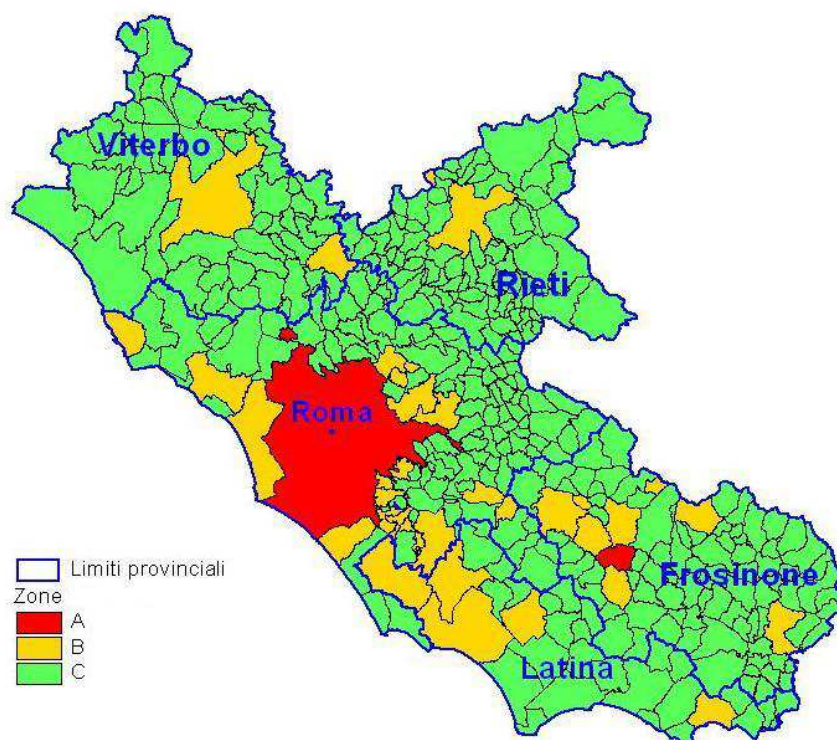 Viterbo
Rieti
Roma
Frosinone
Latina
Limiti provinciali
Zone
A
B
C